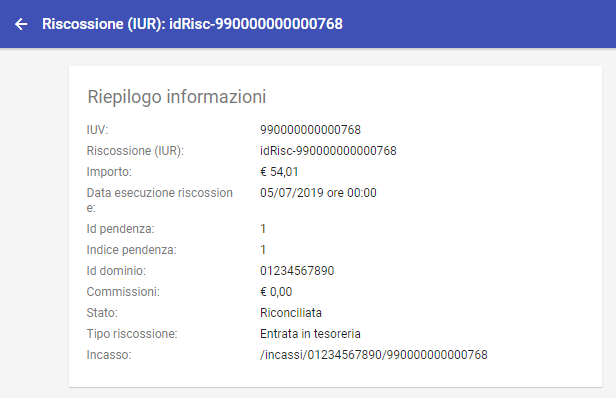 Riscossione (IUR): idRisc-990000000000768
Riepilogo informazioni
IUV: 990000000000768
Riscossione (IUR): idRisc-990000000000768
Importo: € 54,01
Data esecuzione riscossion 05/07/2019 ore 00:00
e:
Id pendenza: 1
Indice pendenza: 1
Id dominio: 01234567890
Commissioni: € 0,00
Stato: Riconciliata
Tipo riscossione: Entrata in tesoreria
Incasso: /incassi/01234567890/990000000000768